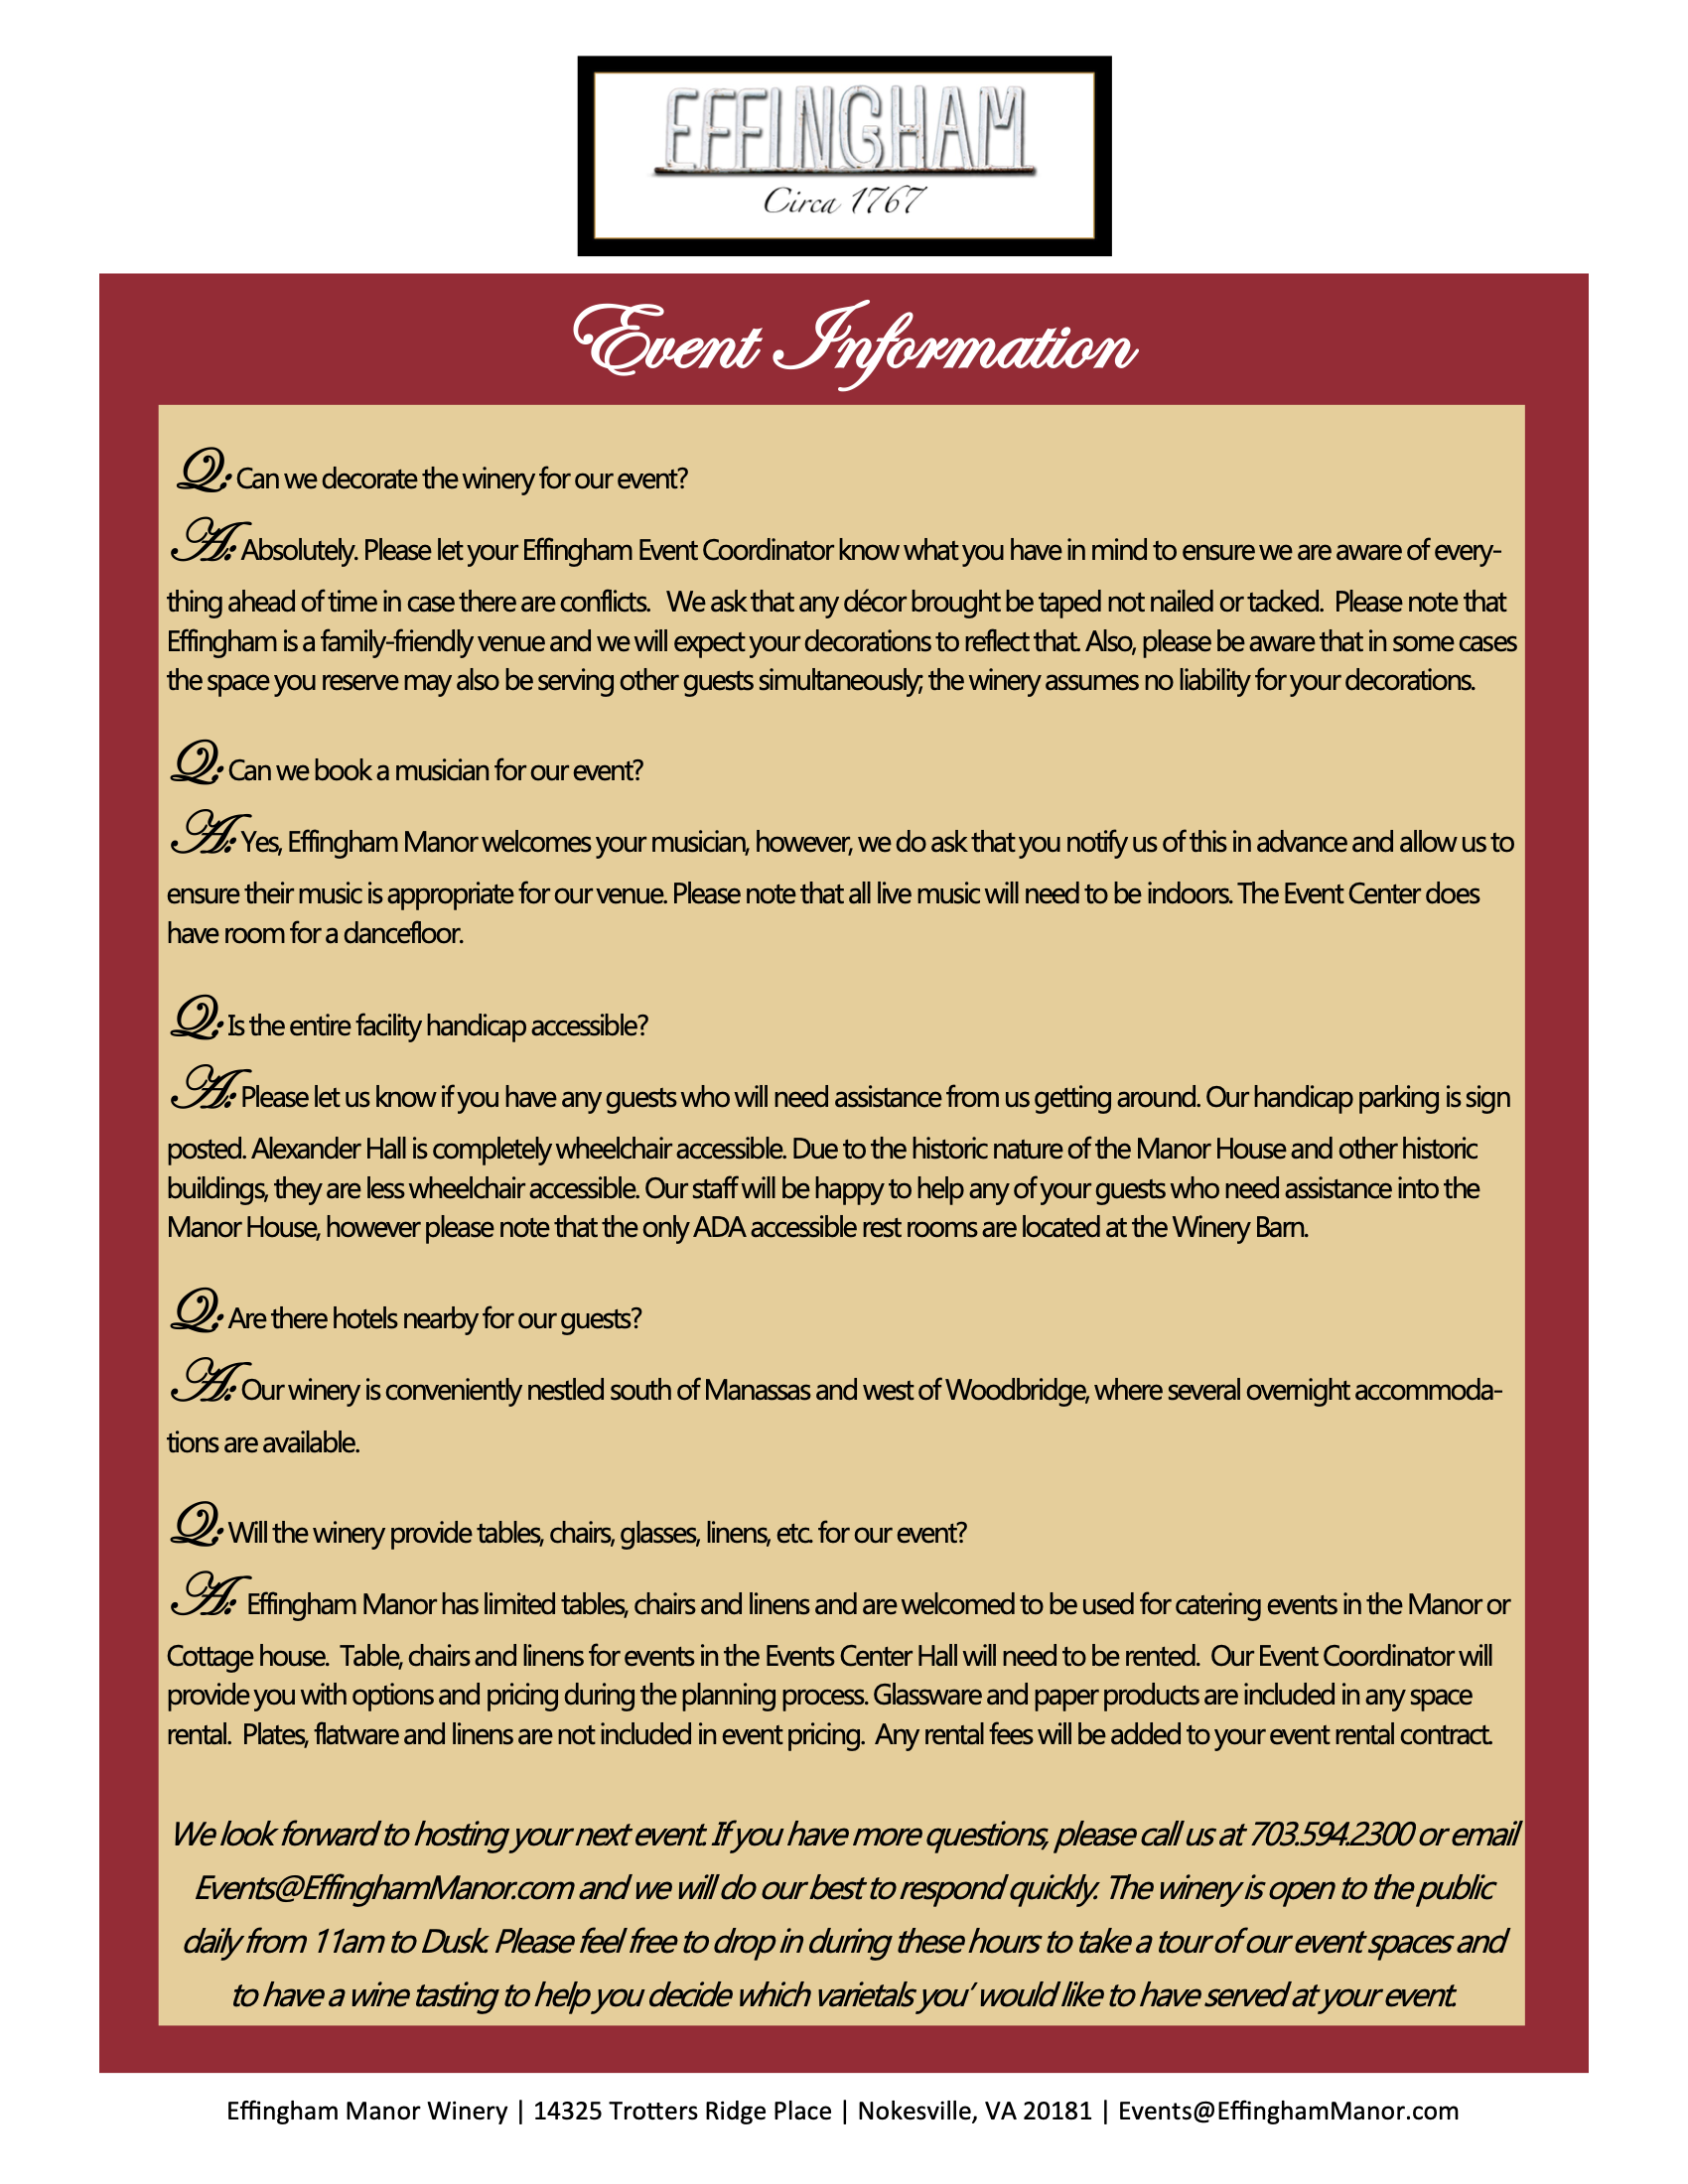 EFFINGHAM
Circa 1767
Event Information
Q: Can we decorate the winery for our event?
A: Absolutely. Please let your Effingham Event Coordinator know what you have in mind to ensure we are aware of every-
thing ahead of time in case there are conflicts.   We ask that any décor brought be taped not nailed or tacked.  Please note that
Effingham is a family-friendly venue and we will expect your decorations to reflect that. Also, please be aware that in some cases
the space you reserve may also be serving other guests simultaneously; the winery assumes no liability for your decorations.
Q: Can we book a musician for our event?
A: Yes, Effingham Manor welcomes your musician, however, we do ask that you notify us of this in advance and allow us to
ensure their music is appropriate for our venue. Please note that all live music will need to be indoors. The Event Center does
have room for a dancefloor.
Q: Is the entire facility handicap accessible?
A: Please let us know if you have any guests who will need assistance from us getting around. Our handicap parking is sign
posted. Alexander Hall is completely wheelchair accessible. Due to the historic nature of the Manor House and other historic
buildings, they are less wheelchair accessible. Our staff will be happy to help any of your guests who need assistance into the
Manor House, however please note that the only ADA accessible rest rooms are located at the Winery Barn.
Q: Are there hotels nearby for our guests?
A: Our winery is conveniently nestled south of Manassas and west of Woodbridge, where several overnight accommoda-
tions are available.
Q: Will the winery provide tables, chairs, glasses, linens, etc. for our event?
A: Effingham Manor has limited tables, chairs and linens and are welcomed to be used for catering events in the Manor or
Cottage house.  Table, chairs and linens for events in the Events Center Hall will need to be rented.  Our Event Coordinator will
provide you with options and pricing during the planning process. Glassware and paper products are included in any space
rental.  Plates, flatware and linens are not included in event pricing.  Any rental fees will be added to your event rental contract.
We look forward to hosting your next event. If you have more questions, please call us at 703.594.2300 or email
Events@EffinghamManor.com and we will do our best to respond quickly. The winery is open to the public
daily from 11am to Dusk. Please feel free to drop in during these hours to take a tour of our event spaces and
to have a wine tasting to help you decide which varietals you’ would like to have served at your event.
Effingham Manor Winery | 14325 Trotters Ridge Place | Nokesville, VA 20181 | Events@EffinghamManor.com